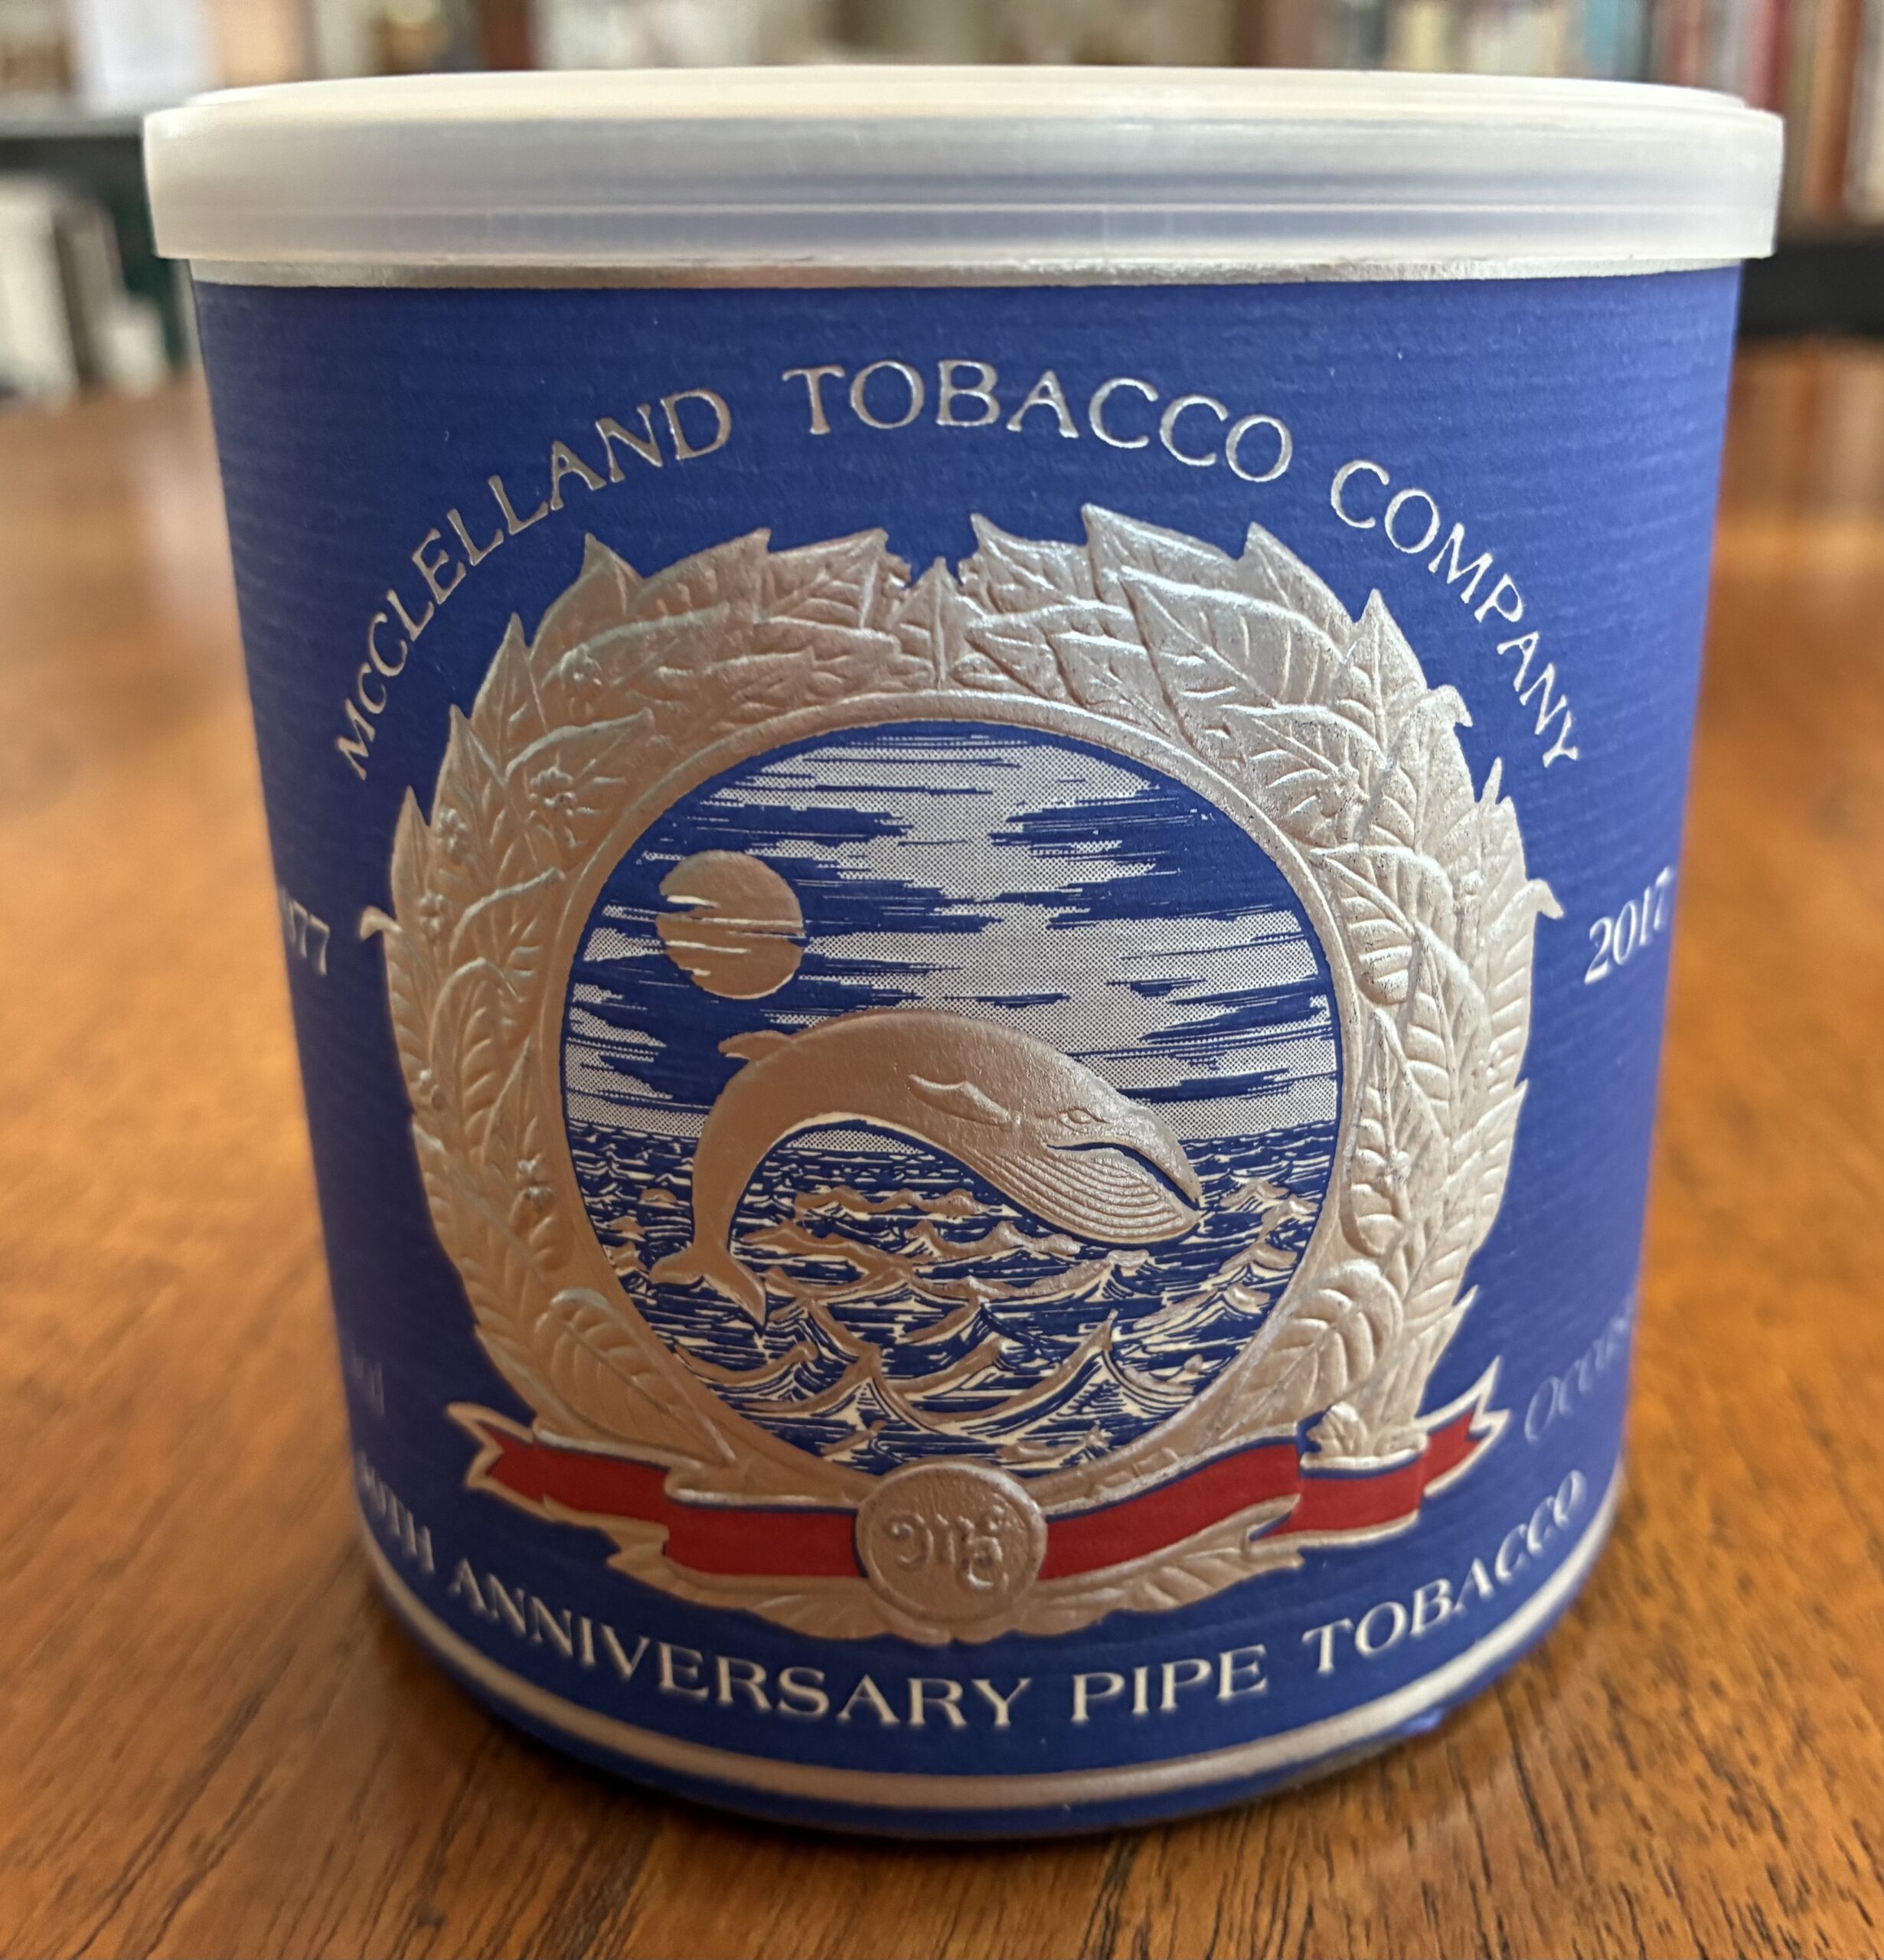 McCLELLAND TOBACCO COMPANY
2017
ANNIVERSARY PIPE TOBACCO